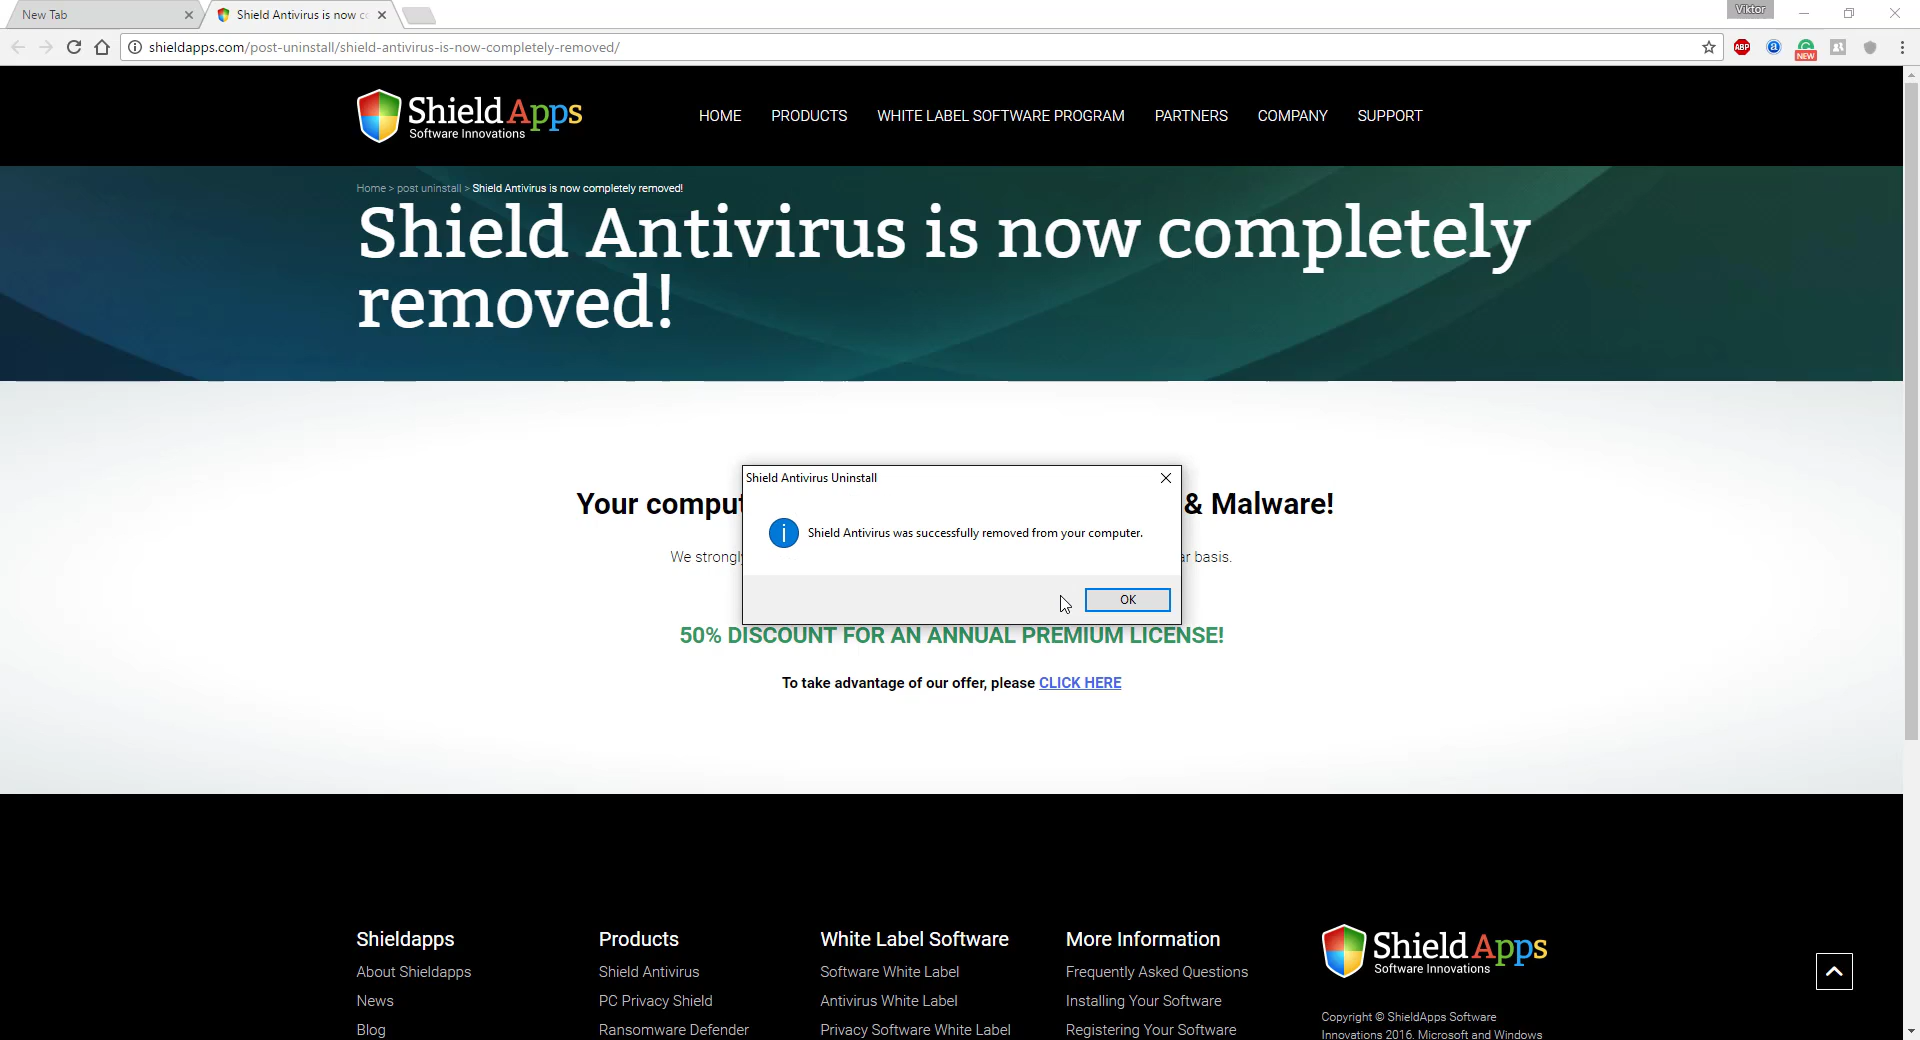 New Tab
Shield Antivirus is now co
Viktor
shieldapps.com/post-uninstall/shield-antivirus-is-now-completely-removed/
ABP
a
NEW
Shield Apps
Software Innovations
HOME PRODUCTS WHITE LABEL SOFTWARE PROGRAM PARTNERS COMPANY SUPPORT
Home > post uninstall > Shield Antivirus is now completely removed!
Shield Antivirus is now completely
removed!
Shield Antivirus Uninstall
Your comput & Malware!
Shield Antivirus was successfully removed from your computer.
We strongly ar basis.
OK
50% DISCOUNT FOR AN ANNUAL PREMIUM LICENSE!
To take advantage of our offer, please CLICK HERE
Shieldapps Products White Label Software More Information
Shield Apps
Software Innovations
About Shieldapps Shield Antivirus Software White Label Frequently Asked Questions
News PC Privacy Shield Antivirus White Label Installing Your Software
Copyright © ShieldApps Software
Blog Ransomware Defender Privacy Software White Label Registering Your Software
Innovations 2016. Microsoft and Windows